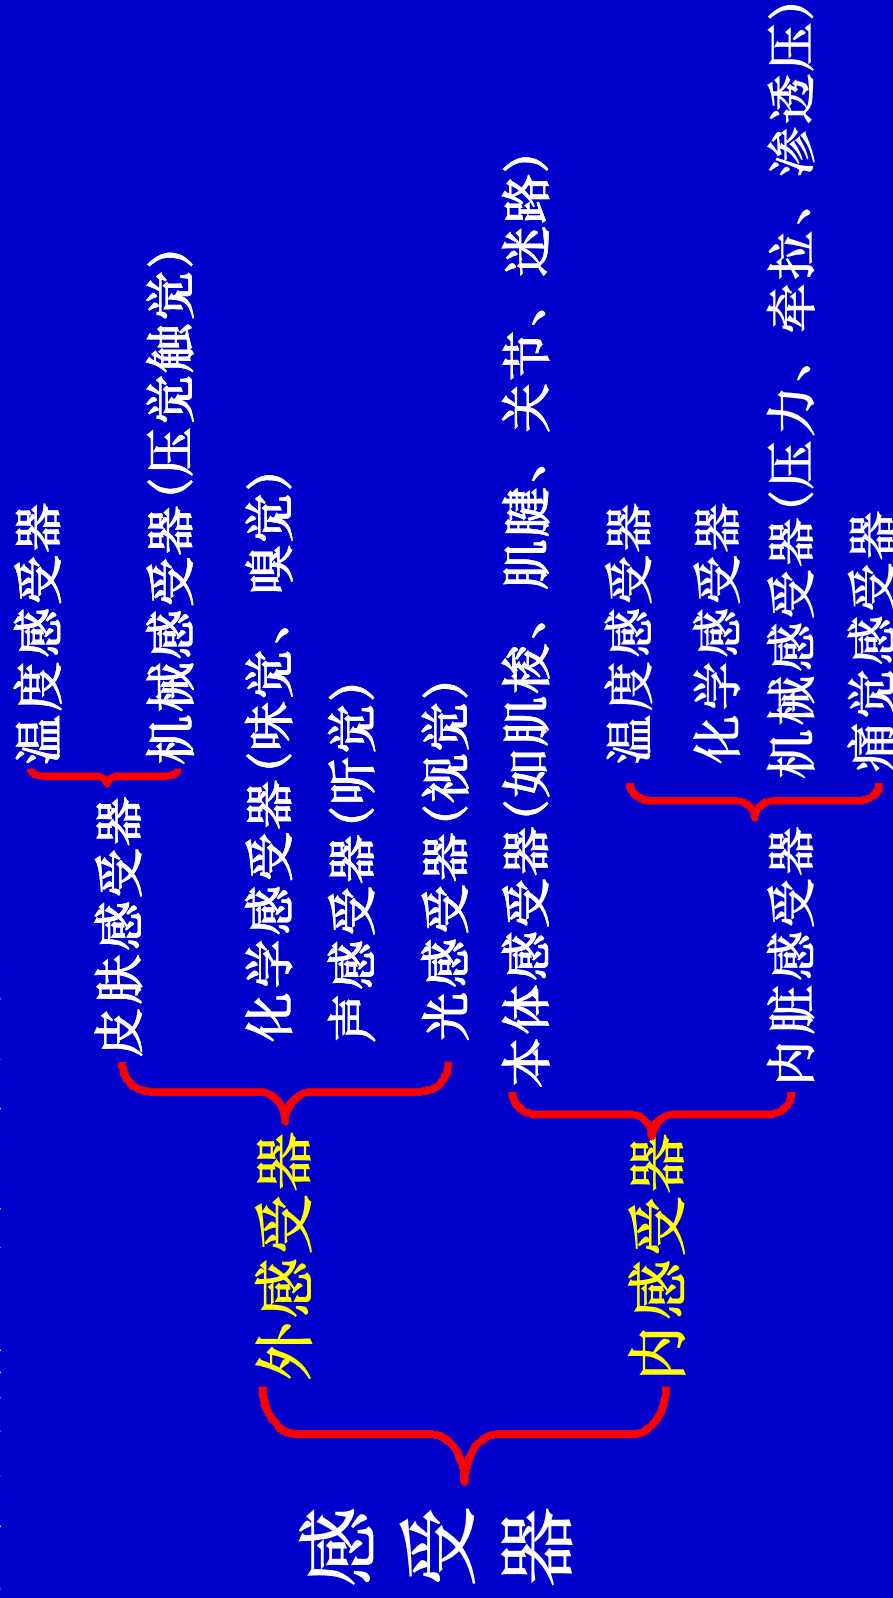 感受器
外感受器
皮肤感受器
温度感受器
机械感受器(压觉触觉)
化学感受器(味觉、嗅觉)
声感受器(听觉)
光感受器(视觉)
内感受器
本体感受器(如肌梭、肌腱、关节、迷路)
内脏感受器
温度感受器
化学感受器
机械感受器(压力、牵拉、渗透压)
痛觉感受器